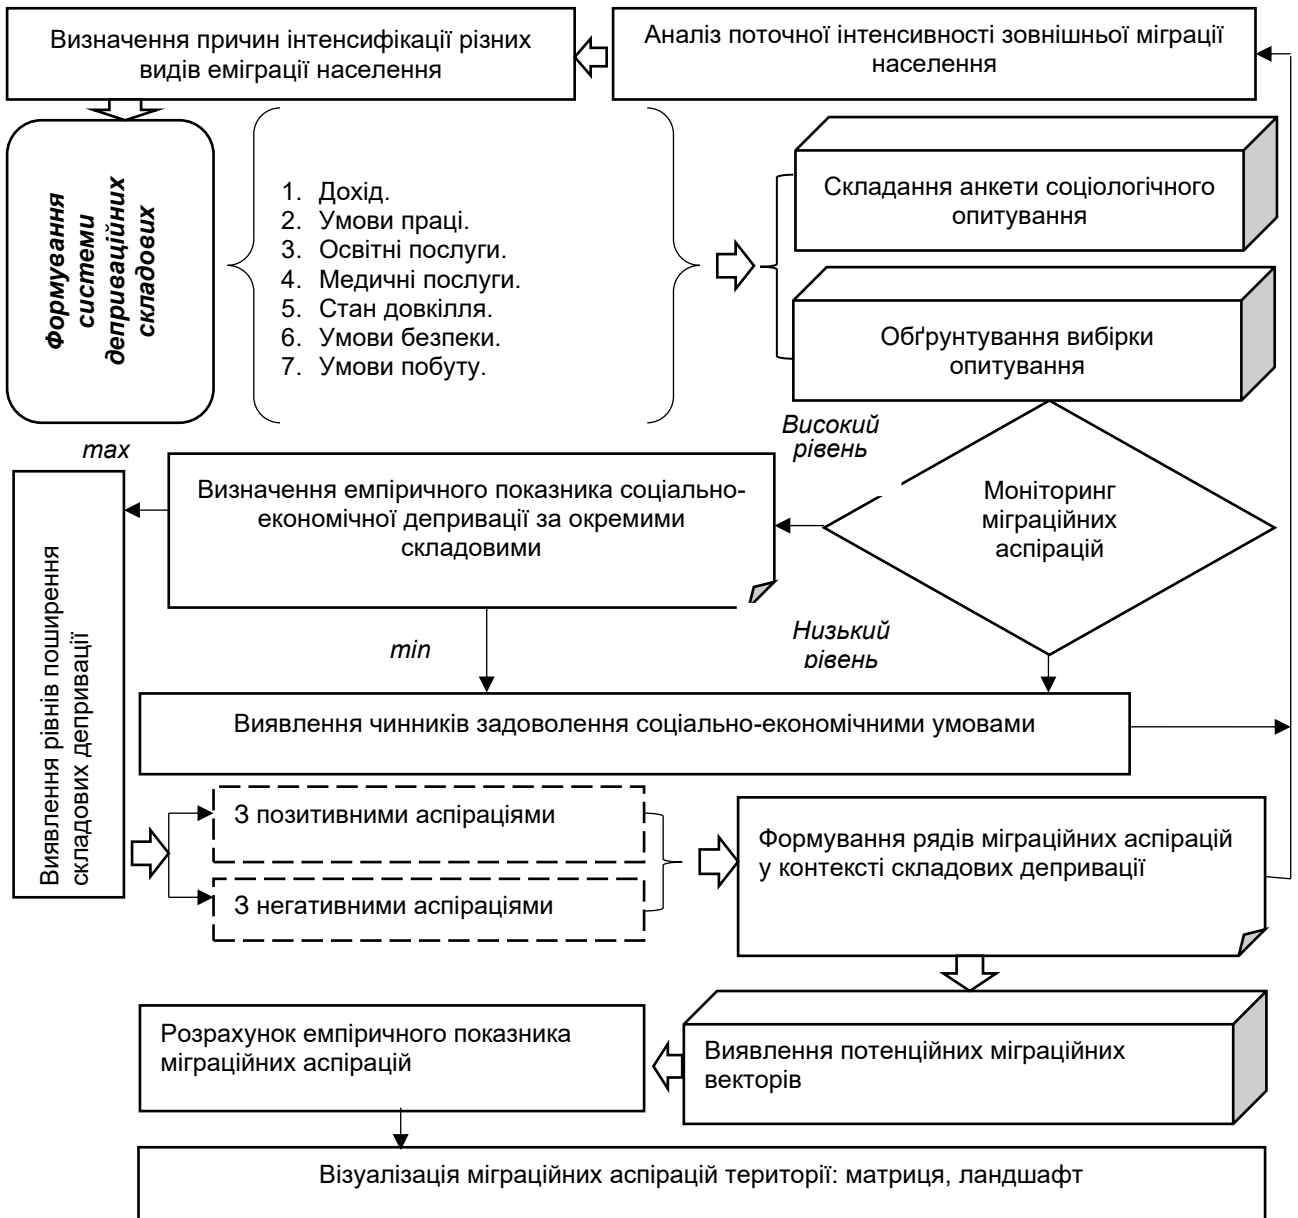 Визначення причин інтенсифікації різних
видів еміграції населення
Аналіз поточної інтенсивності зовнішньої міграції
населення
Формування
системи
деприваційних
складових
1. Дохід.
2. Умови праці.
3. Освітні послуги.
4. Медичні послуги.
5. Стан довкілля.
6. Умови безпеки.
7. Умови побуту.
Складання анкети соціологічного
опитування
Обґрунтування вибірки
опитування
max
Високий
рівень
Визначення емпіричного показника соціально-
економічної депривації за окремими
складовими
Моніторинг
міграційних
аспірацій
Виявлення рівнів поширення
складових депривації
min
Низький
рівень
Виявлення чинників задоволення соціально-економічними умовами
З позитивними аспіраціями
З негативними аспіраціями
Формування рядів міграційних аспірацій
у контексті складових депривації
Розрахунок емпіричного показника
міграційних аспірацій
Виявлення потенційних міграційних
векторів
Візуалізація міграційних аспірацій території: матриця, ландшафт